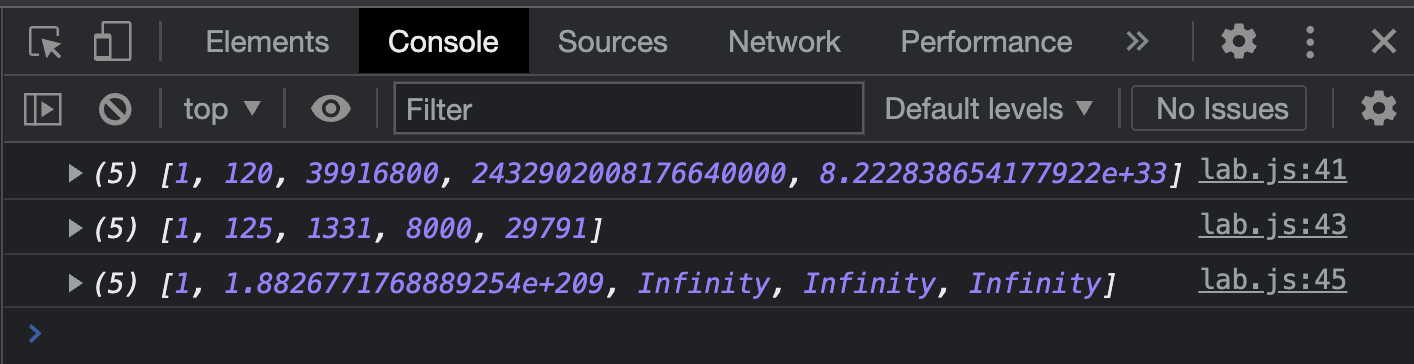 Elements Console Sources Network Performance »
top ▼ Filter Default levels ▼ No Issues
▶ (5) [1, 120, 39916800, 2432902008176640000, 8.222838654177922e+33] lab.js:41
▶ (5) [1, 125, 1331, 8000, 29791] lab.js:43
▶ (5) [1, 1.8826771768889254e+209, Infinity, Infinity, Infinity] lab.js:45
>